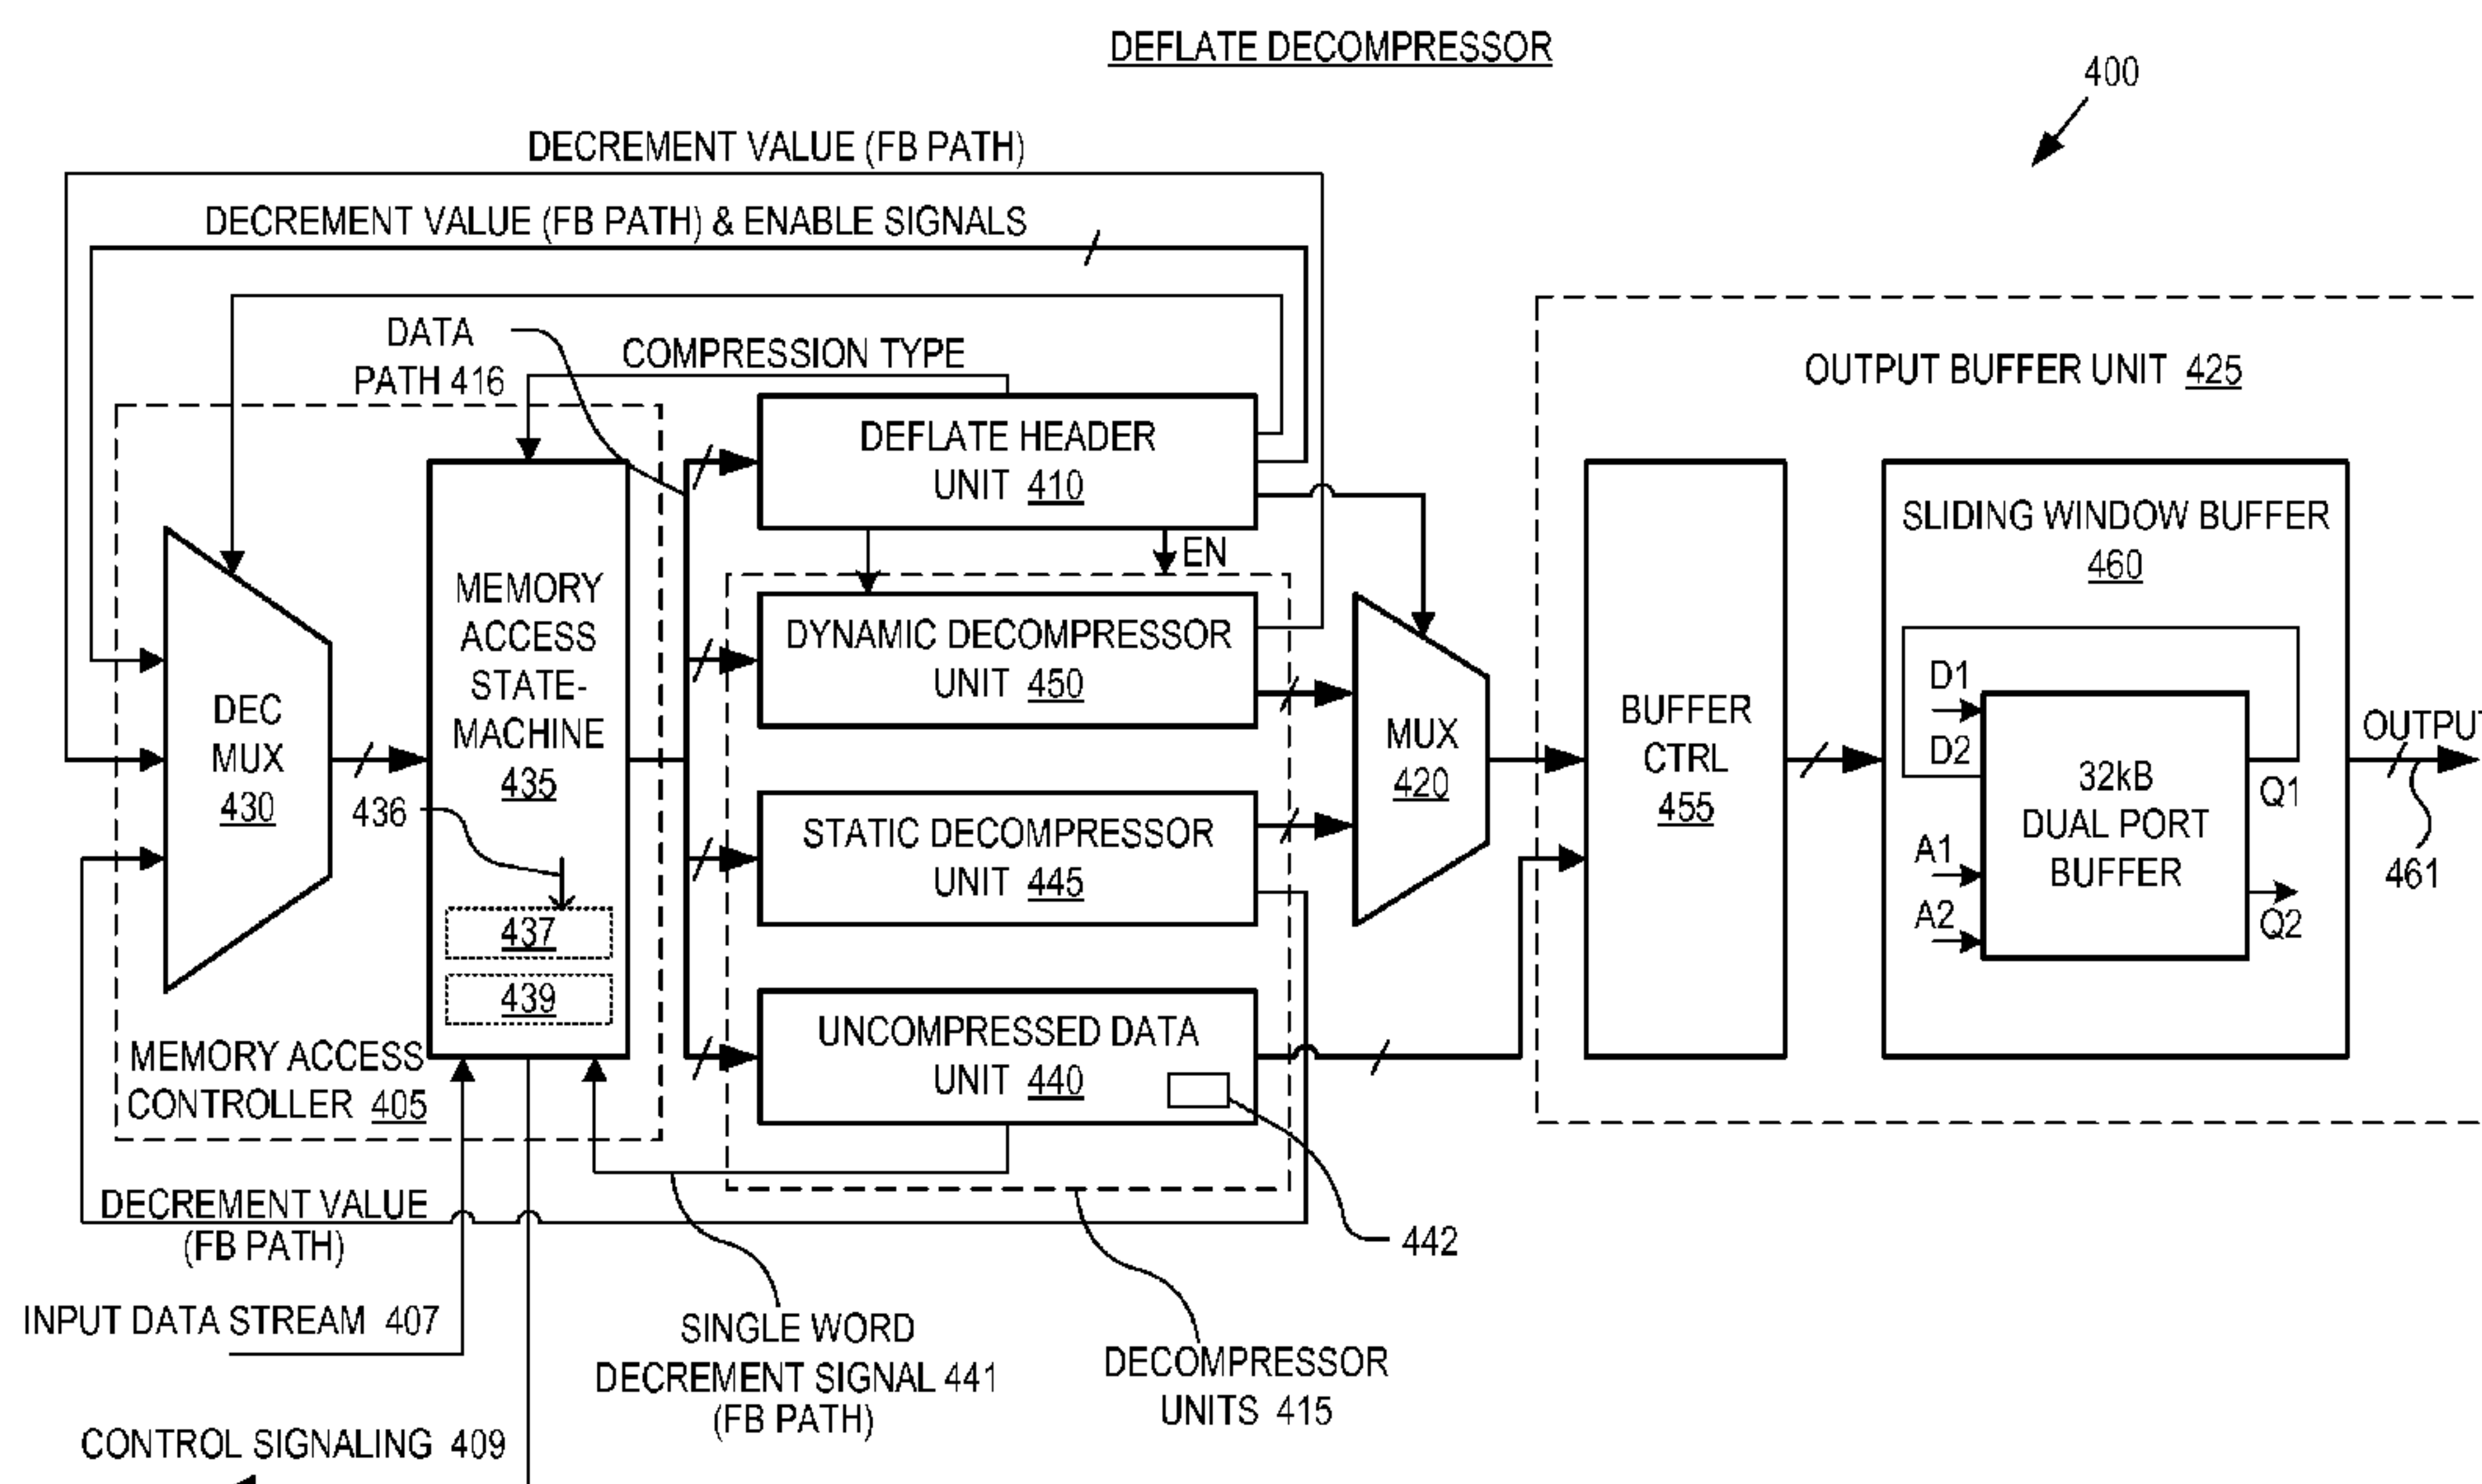 DEFLATE DECOMPRESSOR
400
DECREMENT VALUE (FB PATH)
DECREMENT VALUE (FB PATH) & ENABLE SIGNALS
DATA
PATH 416
COMPRESSION TYPE
OUTPUT BUFFER UNIT 425
DEFLATE HEADER
UNIT 410
EN
DEC
MUX
430
MEMORY
ACCESS
STATE-
MACHINE
435
436
437
439
MEMORY ACCESS
CONTROLLER 405
DYNAMIC DECOMPRESSOR
UNIT 450
STATIC DECOMPRESSOR
UNIT 445
UNCOMPRESSED DATA
UNIT 440
MUX
420
BUFFER
CTRL
455
SLIDING WINDOW BUFFER
460
D1
D2
A1
A2
32kB
DUAL PORT
BUFFER
Q1
Q2
OUTPUT
461
DECREMENT VALUE
(FB PATH)
442
INPUT DATA STREAM 407
SINGLE WORD
DECREMENT SIGNAL 441
(FB PATH)
DECOMPRESSOR
UNITS 415
CONTROL SIGNALING 409